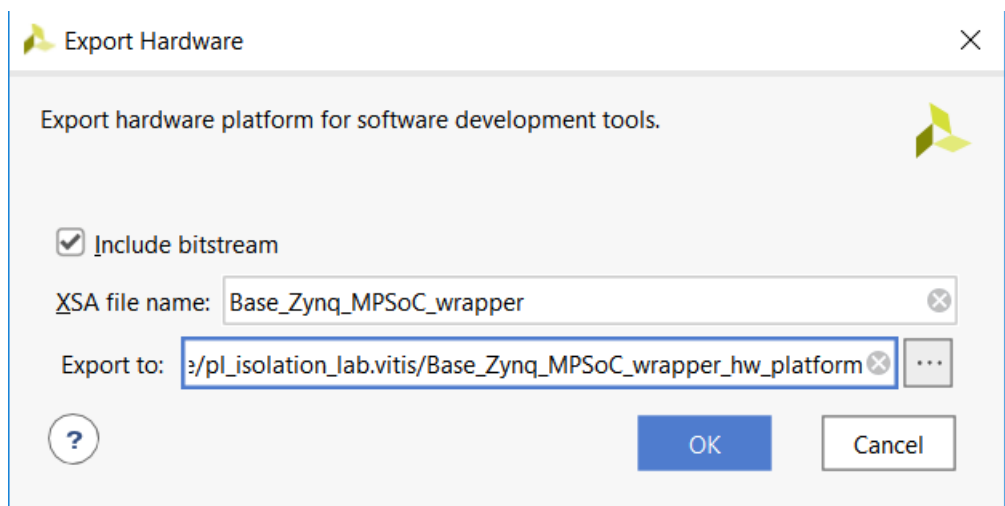 Export Hardware
Export hardware platform for software development tools.
Include bitstream
XSA file name: Base_Zynq_MPSoC_wrapper
Export to: e/pl_isolation_lab.vitis/Base_Zynq_MPSoC_wrapper_hw_platform ...
? OK Cancel